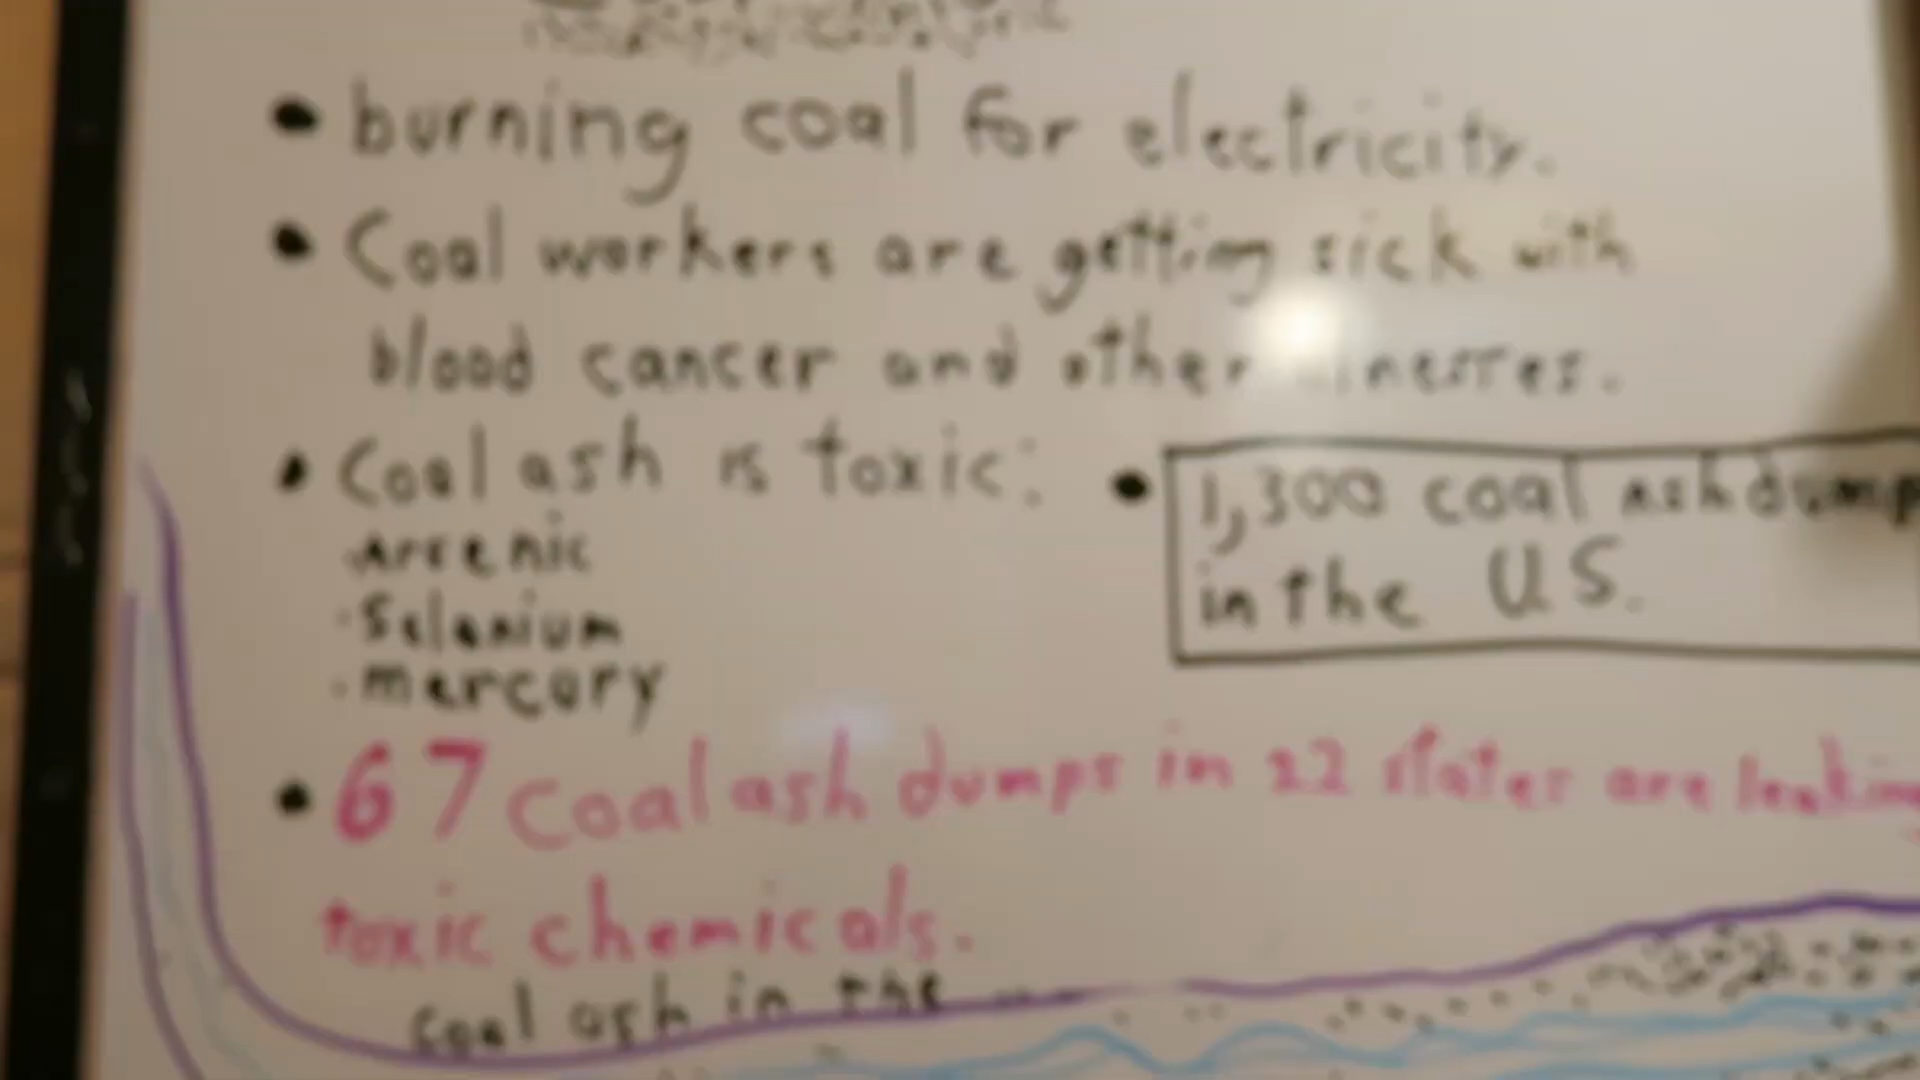 • burning coal for electricity.
• Coal workers are getting sick with
blood cancer and other
• Coal ash is toxic:
· Arsenic
· Selenium
· mercury
• 1,300 coal ash dump
in the US.
• 67 coal ash dumps in 22 states are leaking
toxic chemicals.
coal ash in the